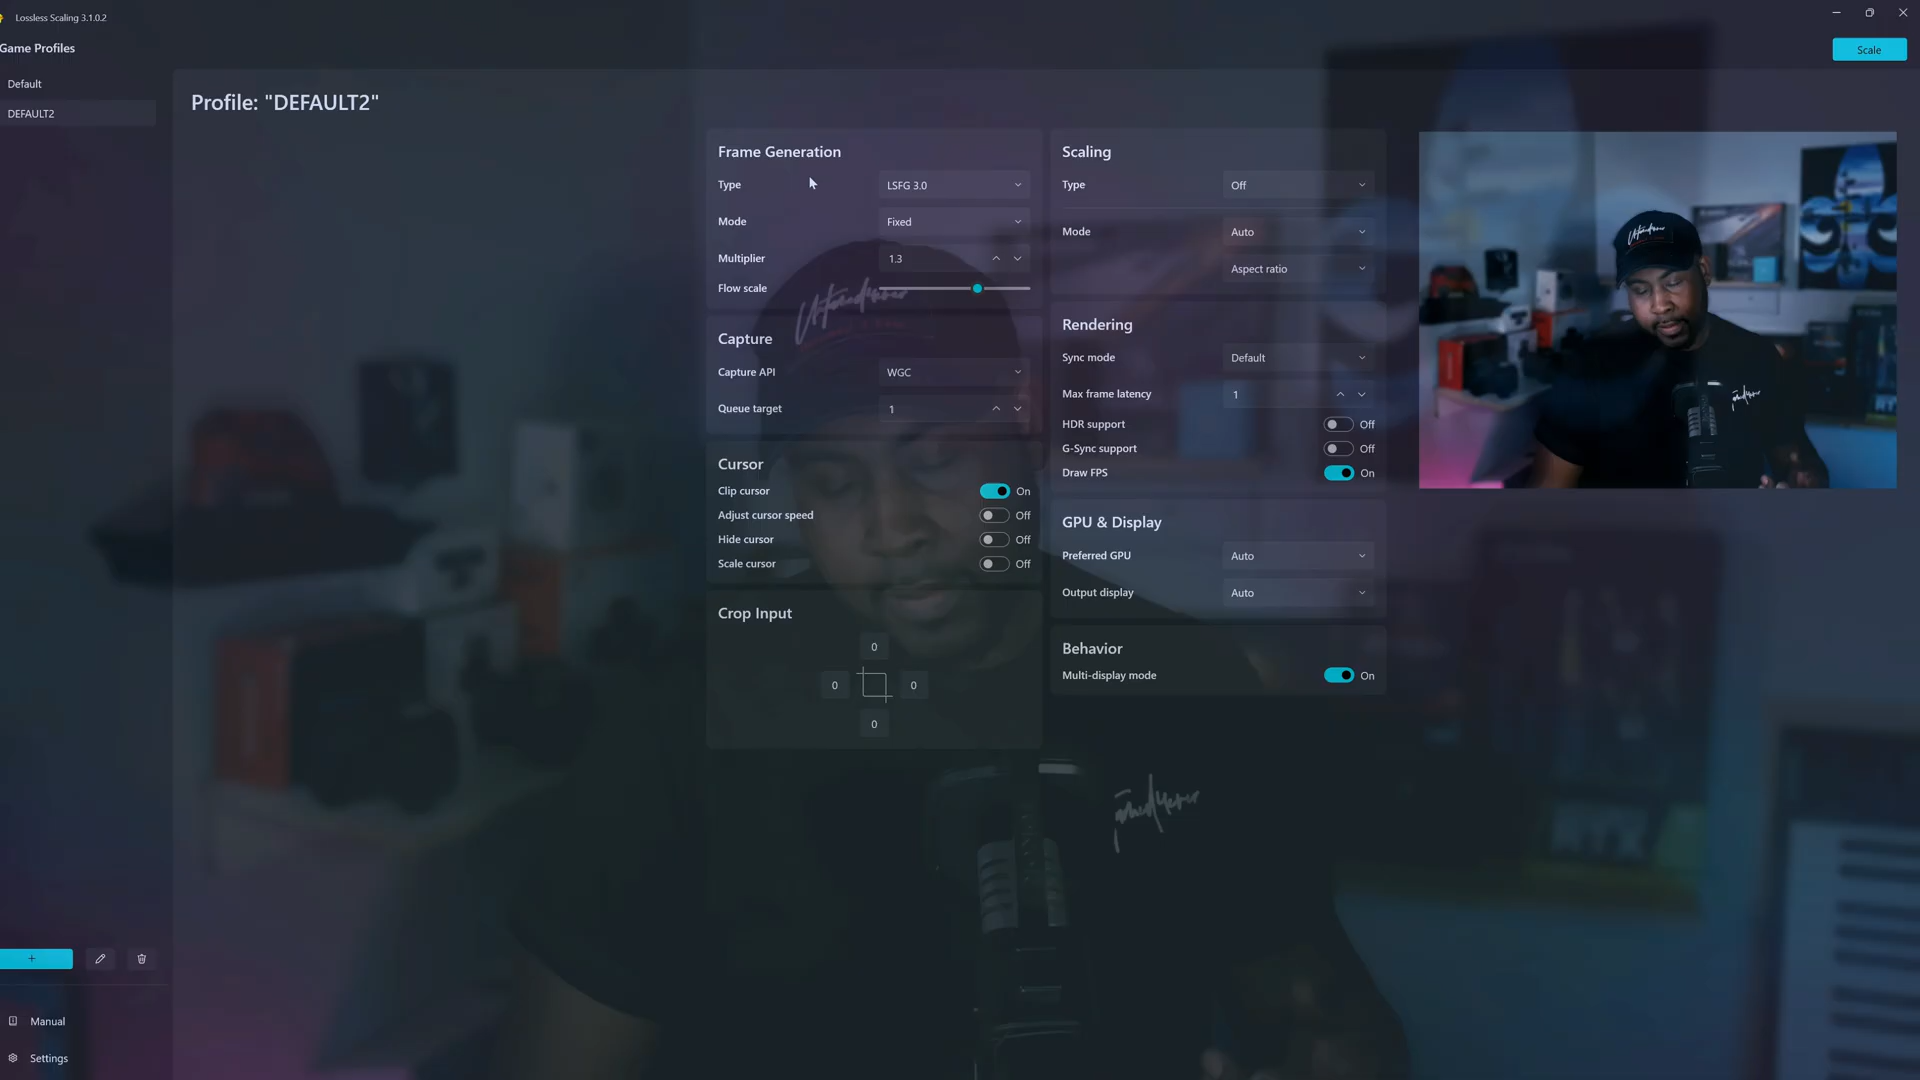 Lossless Scaling 3.1.0.2
Game Profiles
Scale
Default
DEFAULT2
Profile: "DEFAULT2"
Frame Generation
Type
LSFG 3.0
Mode
Fixed
Multiplier
1.3
Flow scale
Capture
Capture API
WGC
Queue target
1
Cursor
Clip cursor
On
Adjust cursor speed
Off
Hide cursor
Off
Scale cursor
Off
Crop Input
0
0
0
0
Scaling
Type
Off
Mode
Auto
Aspect ratio
Rendering
Sync mode
Default
Max frame latency
1
HDR support
Off
G-Sync support
Off
Draw FPS
On
GPU & Display
Preferred GPU
Auto
Output display
Auto
Behavior
Multi-display mode
On
+
Manual
Settings